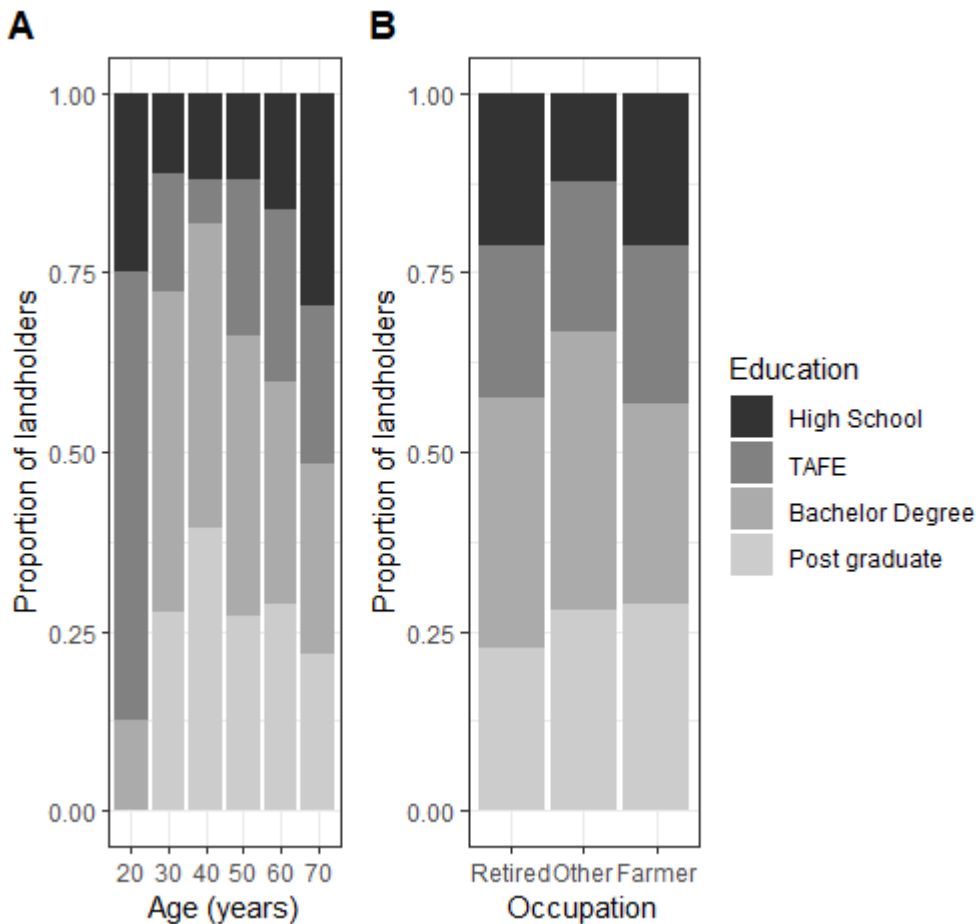 A
Proportion of landholders
1.00
0.75
0.50
0.25
0.00
20 30 40 50 60 70
Age (years)
B
Proportion of landholders
1.00
0.75
0.50
0.25
0.00
Retired Other Farmer
Occupation
Education
High School
TAFE
Bachelor Degree
Post graduate